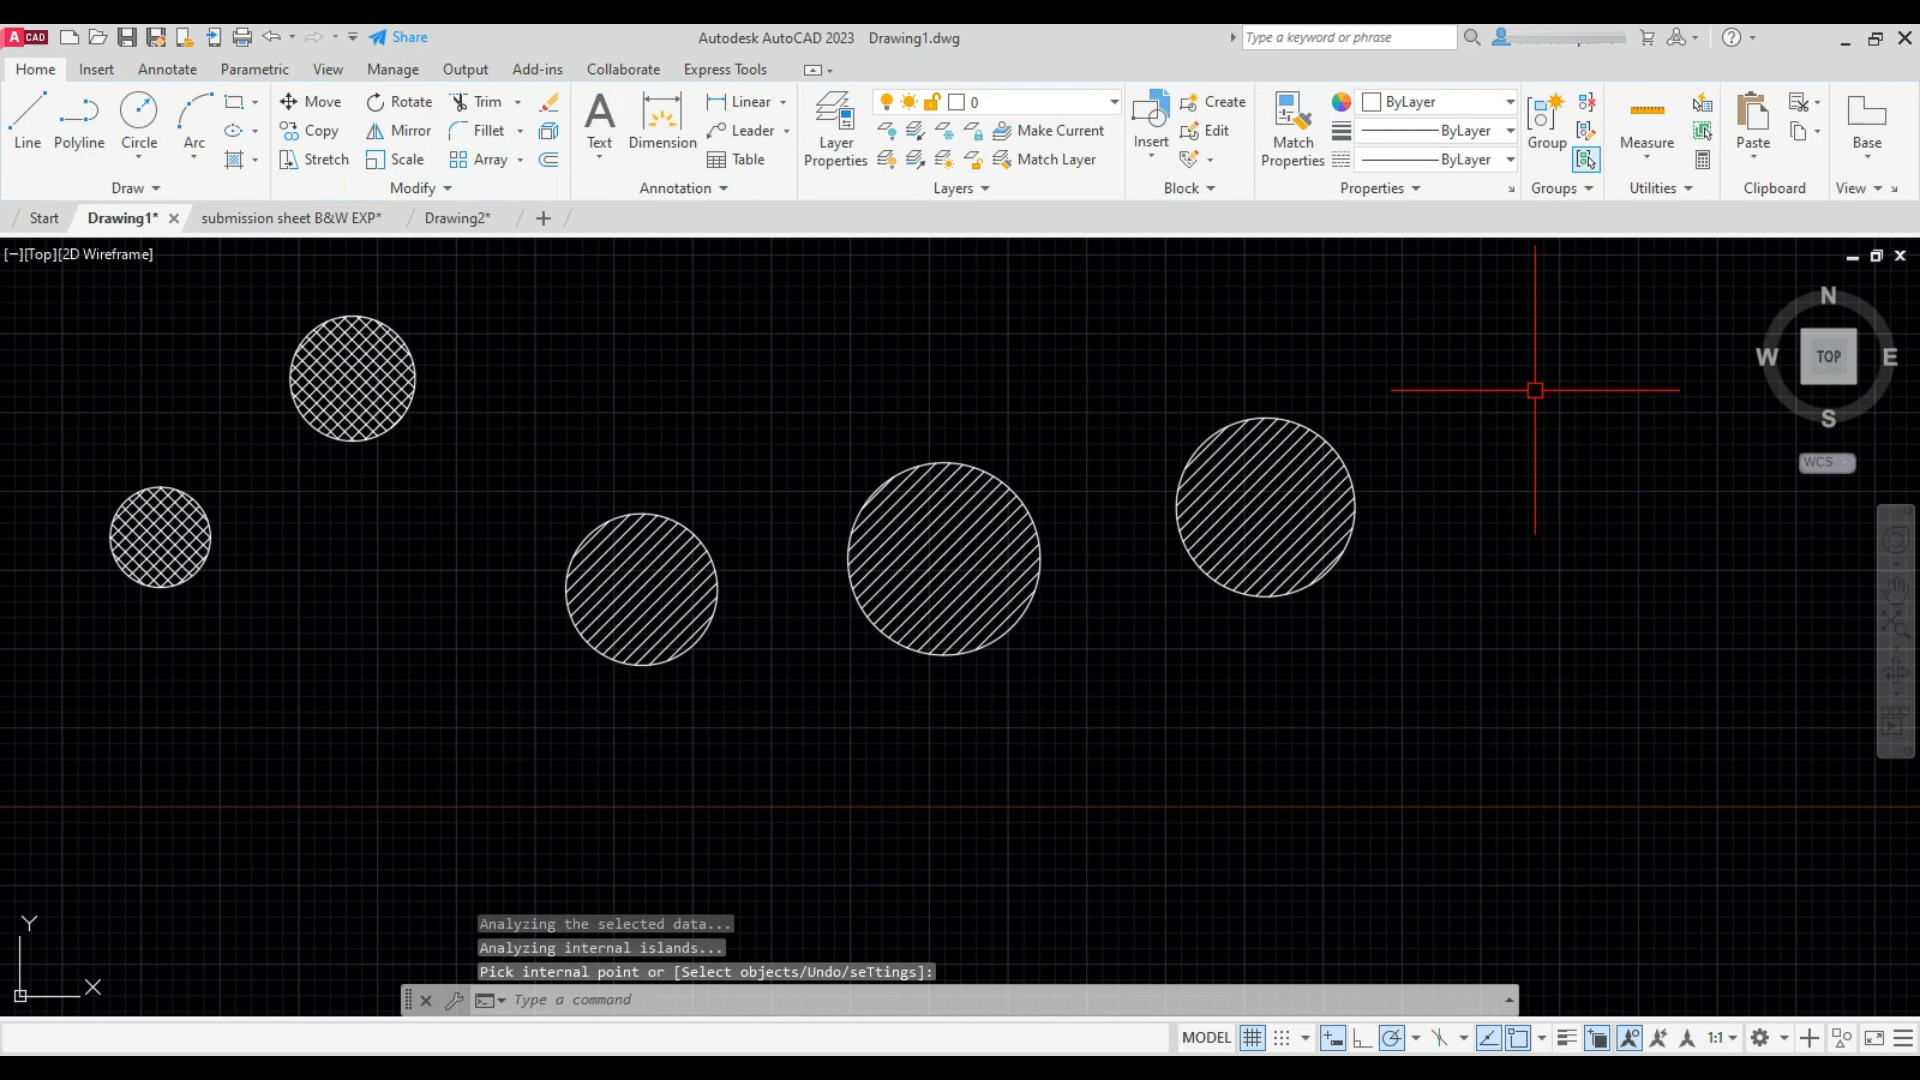 A CAD Share Autodesk AutoCAD 2023 Drawing1.dwg Type a keyword or phrase
Home Insert Annotate Parametric View Manage Output Add-ins Collaborate Express Tools
Move Rotate Trim Linear 0 Create ByLayer
Line Polyline Circle Arc Copy Mirror Fillet Text Dimension Leader Layer Properties Make Current Insert Edit Match Properties ByLayer Group Measure Paste Base
Stretch Scale Array Table Match Layer ByLayer
Draw Modify Annotation Layers Block Properties Groups Utilities Clipboard View
Start Drawing1* submission sheet B&W EXP* Drawing2*
[−][Top][2D Wireframe]
N
W TOP E
S
WCS
Y
X
Analyzing the selected data...
Analyzing internal islands...
Pick internal point or [Select objects/Undo/seTtings]:
Type a command
MODEL 1:1